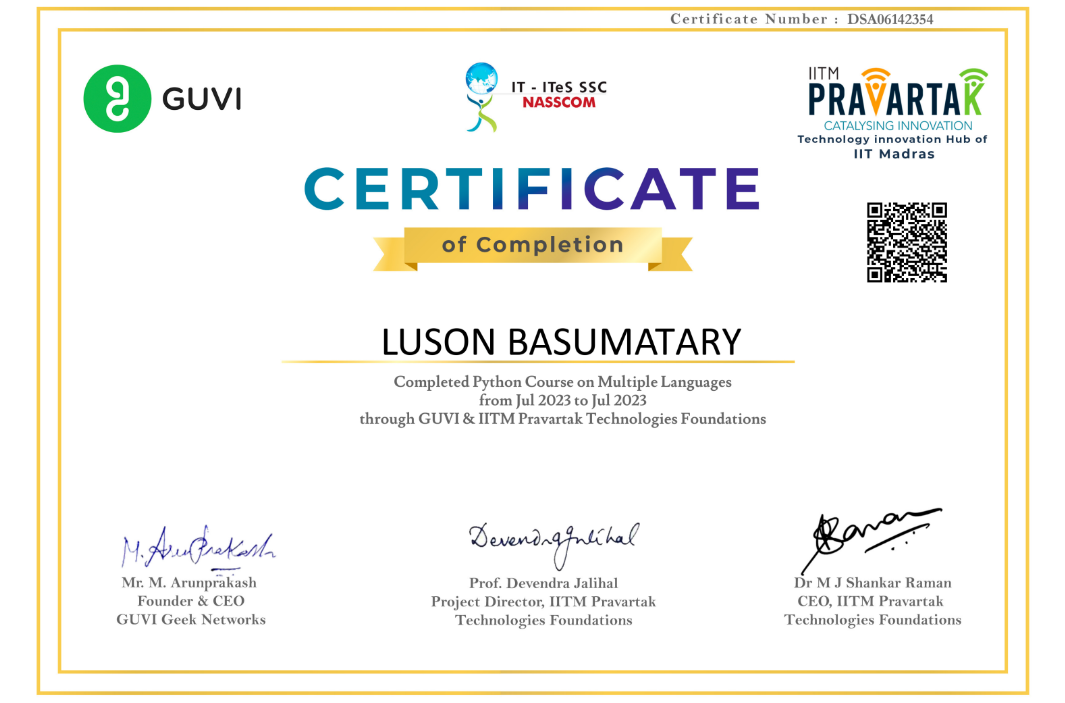 Certificate Number : DSA06142354
GUVI
IT - ITeS SSC
NASSCOM
IITM
PRAVARTAK
CATALYSING INNOVATION
Technology innovation Hub of
IIT Madras
CERTIFICATE
of Completion
LUSON BASUMATARY
Completed Python Course on Multiple Languages
from Jul 2023 to Jul 2023
through GUVI & IITM Pravartak Technologies Foundations
M. ArunPrakash
Mr. M. Arunprakash
Founder & CEO
GUVI Geek Networks
Devendra Jalihal
Prof. Devendra Jalihal
Project Director, IITM Pravartak
Technologies Foundations
Raman
Dr M J Shankar Raman
CEO, IITM Pravartak
Technologies Foundations